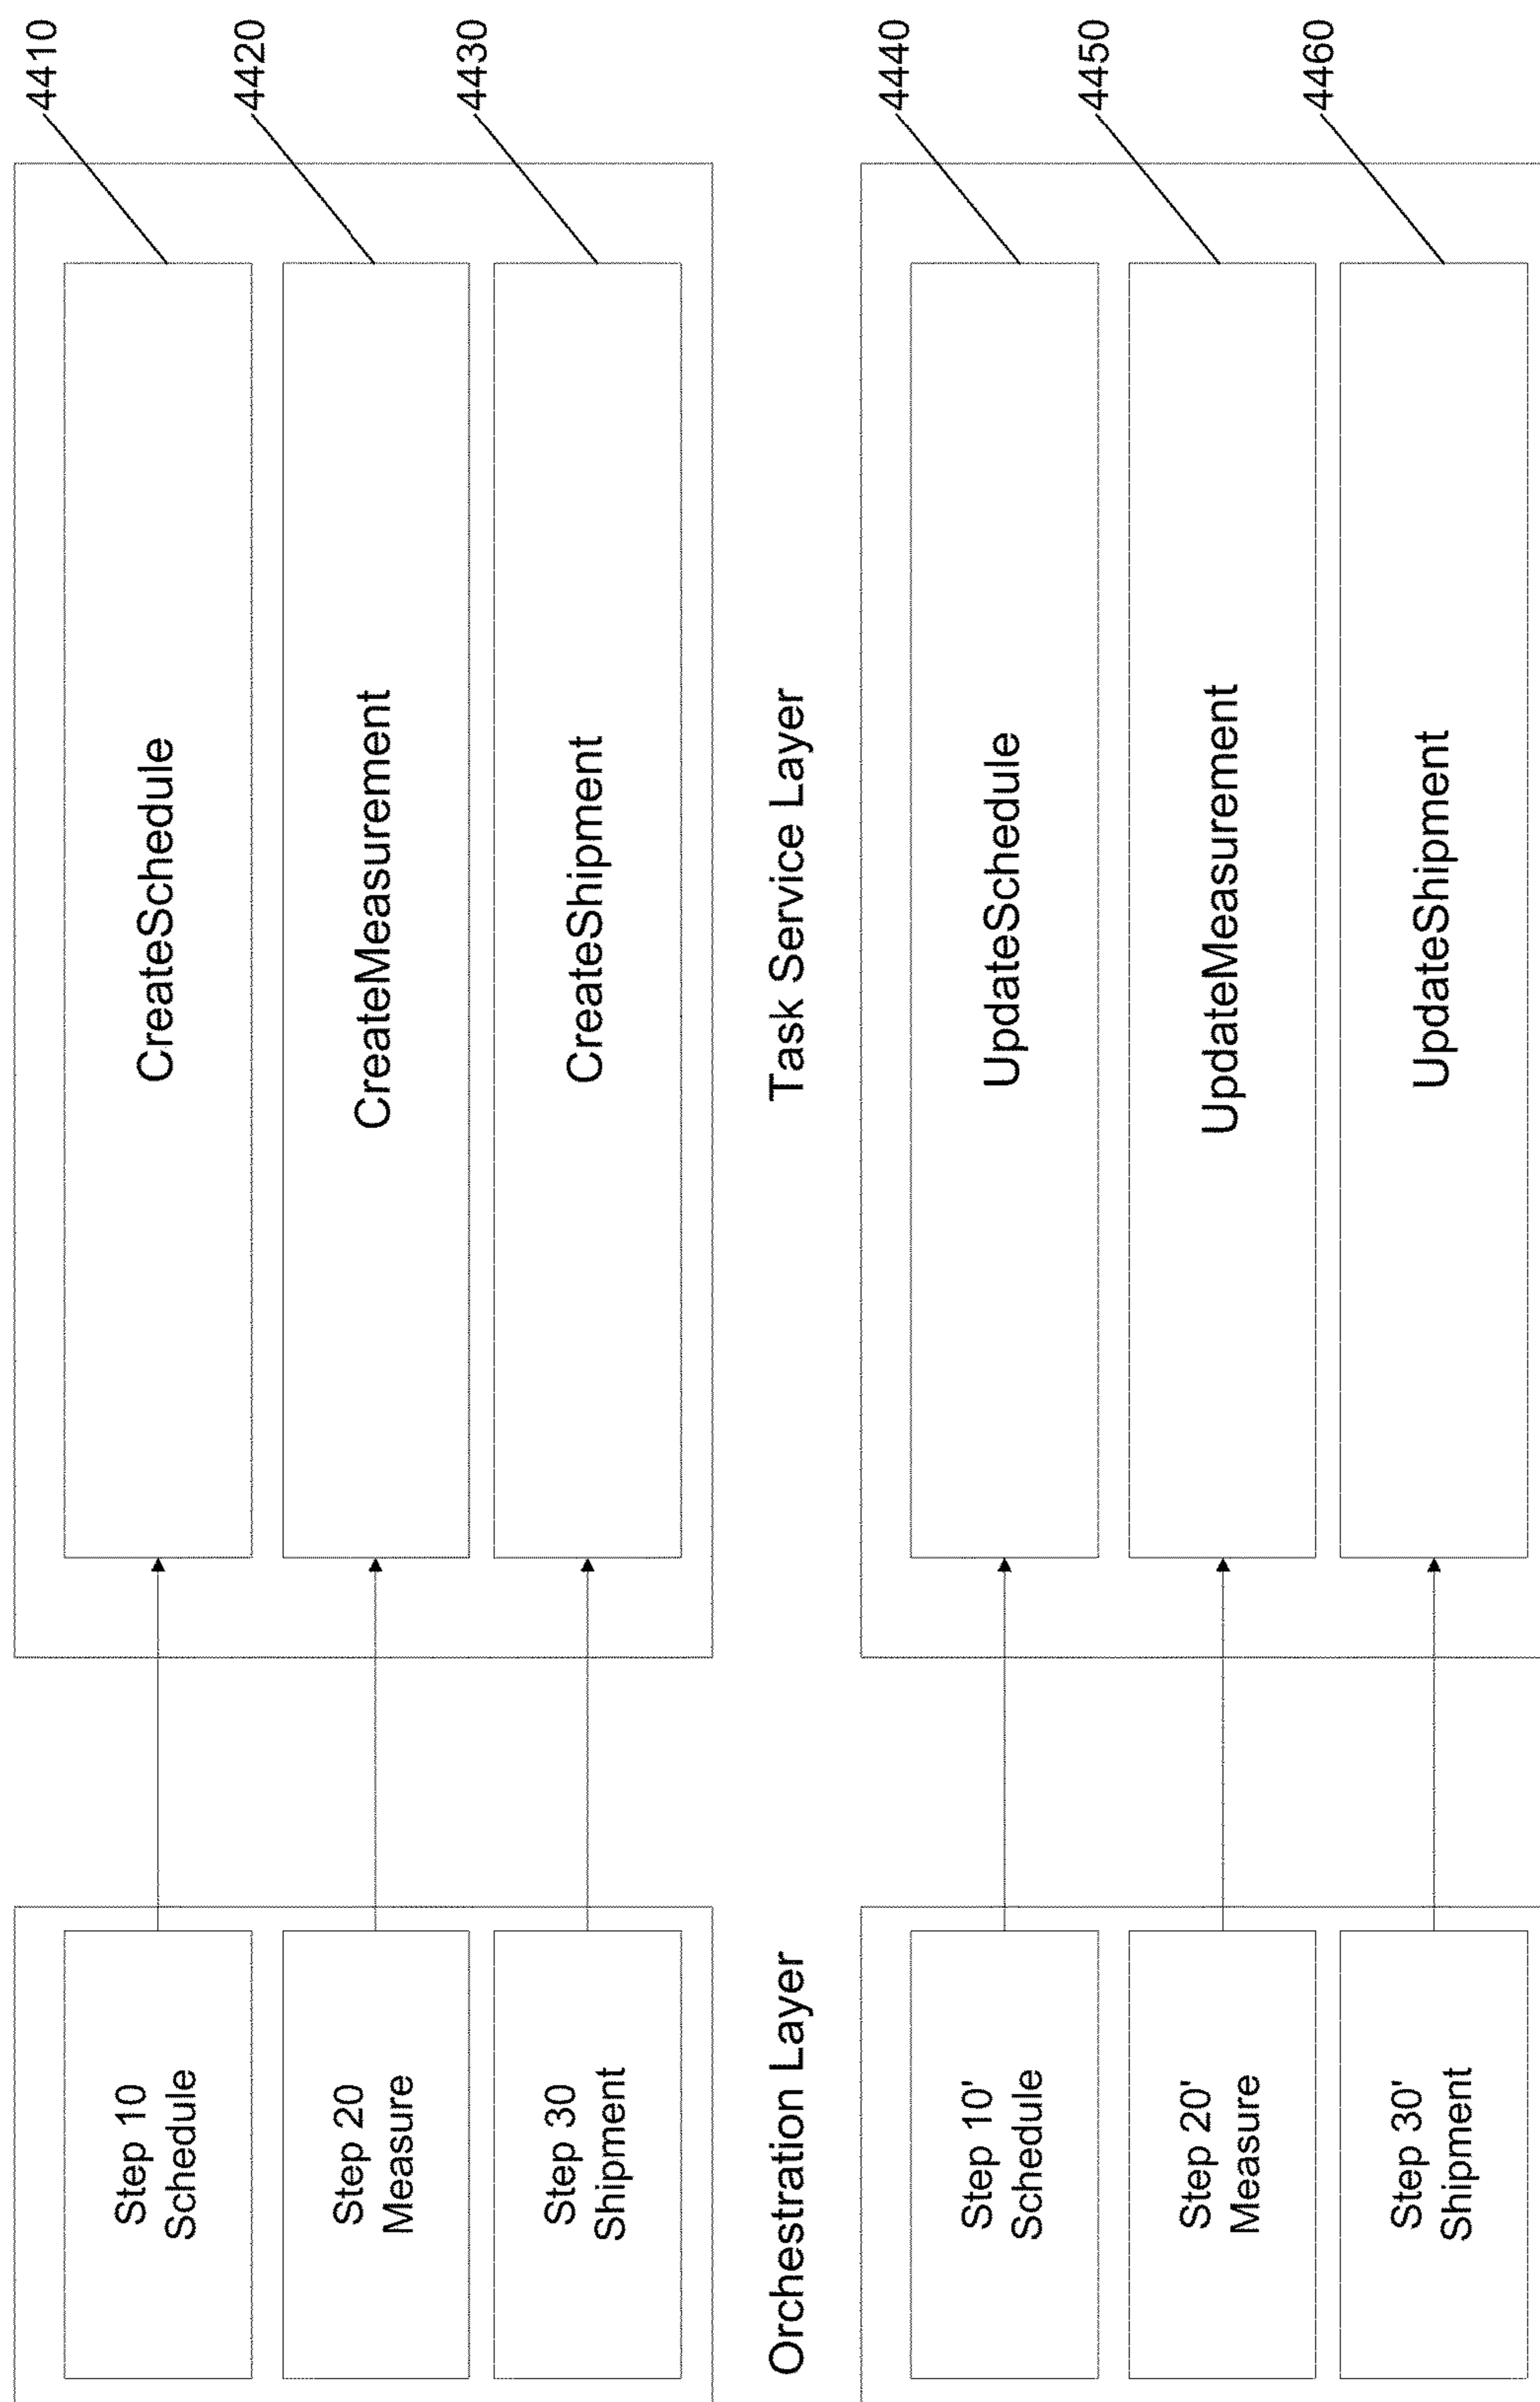 Step 10
Schedule
CreateSchedule
4410
Step 20
Measure
CreateMeasurement
4420
Step 30
Shipment
CreateShipment
4430
Orchestration Layer
Task Service Layer
Step 10'
Schedule
UpdateSchedule
4440
Step 20'
Measure
UpdateMeasurement
4450
Step 30'
Shipment
UpdateShipment
4460